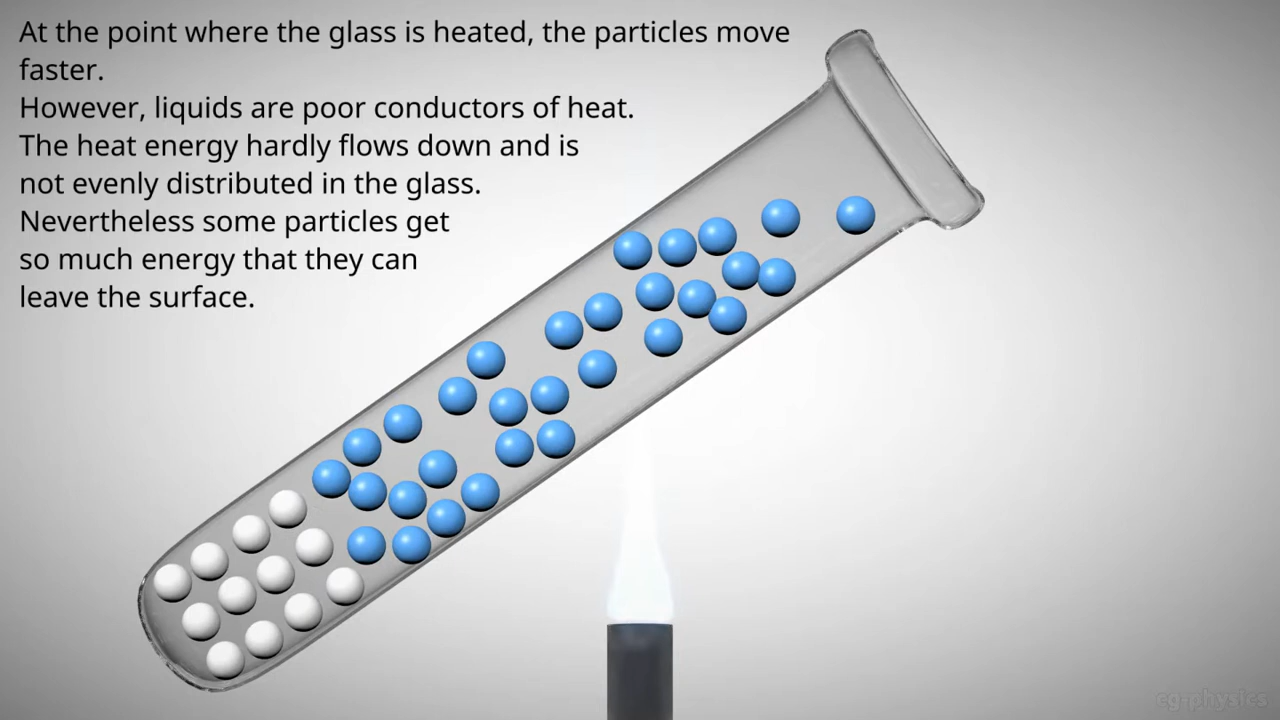 At the point where the glass is heated, the particles move
faster.
However, liquids are poor conductors of heat.
The heat energy hardly flows down and is
not evenly distributed in the glass.
Nevertheless some particles get
so much energy that they can
leave the surface.
cg-physics